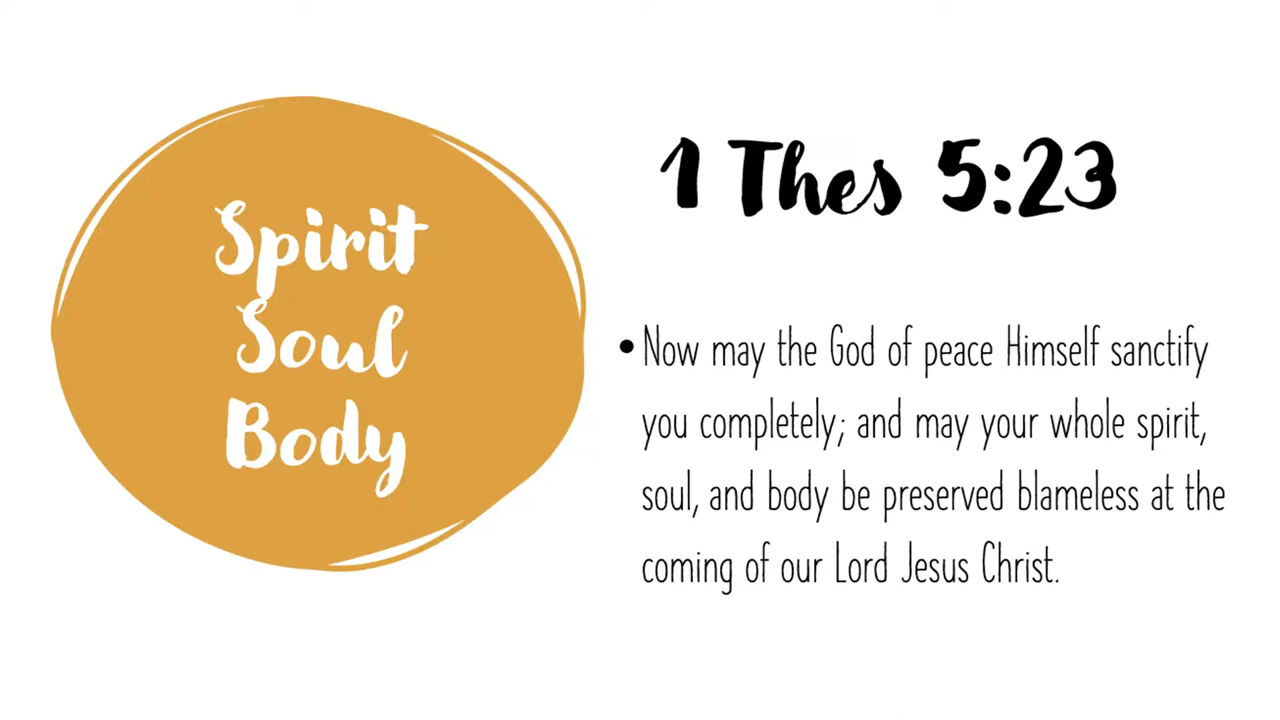 Spirit
Soul
Body
1 Thes 5:23
• Now may the God of peace Himself sanctify
you completely; and may your whole spirit,
soul, and body be preserved blameless at the
coming of our Lord Jesus Christ.